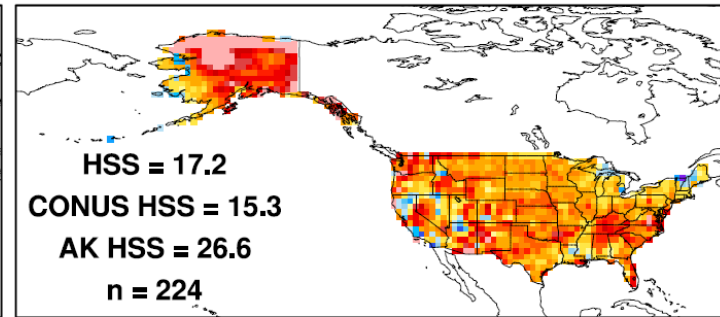 HSS = 17.2
CONUS HSS = 15.3
AK HSS = 26.6
n = 224